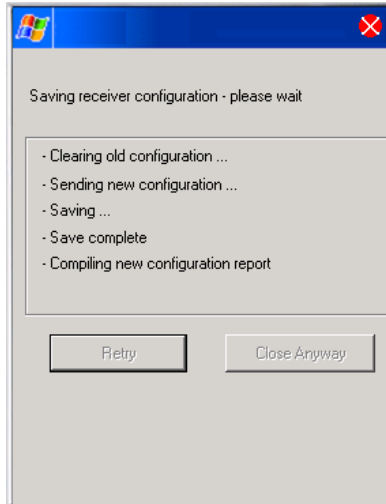 Saving receiver configuration - please wait
- Clearing old configuration ...
- Sending new configuration ...
- Saving ...
- Save complete
- Compiling new configuration report
Retry
Close Anyway